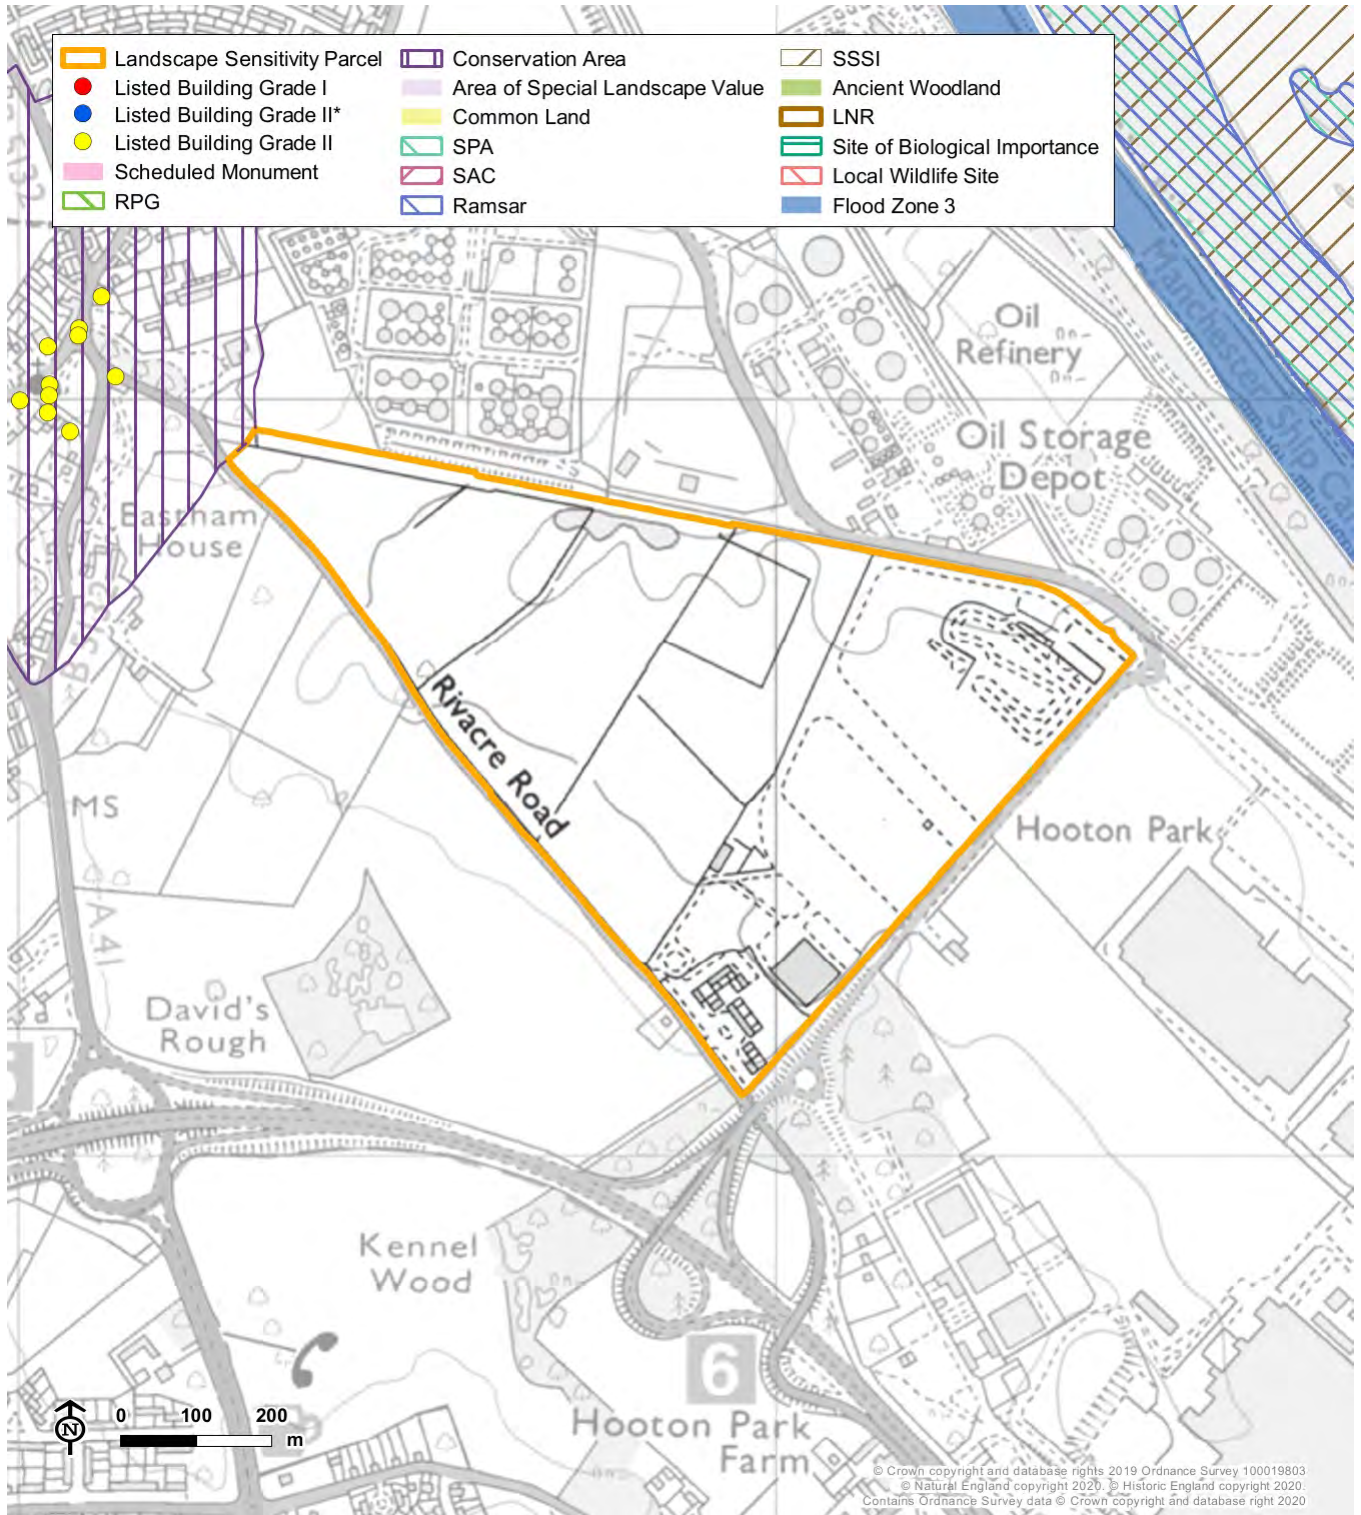 Landscape Sensitivity Parcel
Listed Building Grade I
Listed Building Grade II*
Listed Building Grade II
Scheduled Monument
RPG
Conservation Area
Area of Special Landscape Value
Common Land
SPA
SAC
Ramsar
SSSI
Ancient Woodland
LNR
Site of Biological Importance
Local Wildlife Site
Flood Zone 3
Manchester Ship Ca
Oil
Refinery
Oil Storage
Depot
Eastham
House
Rivacre Road
MS
A 41
Hooton Park
David's
Rough
Kennel
Wood
6
Hooton Park
Farm
N
0 100 200
m
© Crown copyright and database rights 2019 Ordnance Survey 100019803
© Natural England copyright 2020. © Historic England copyright 2020.
Contains Ordnance Survey data © Crown copyright and database right 2020